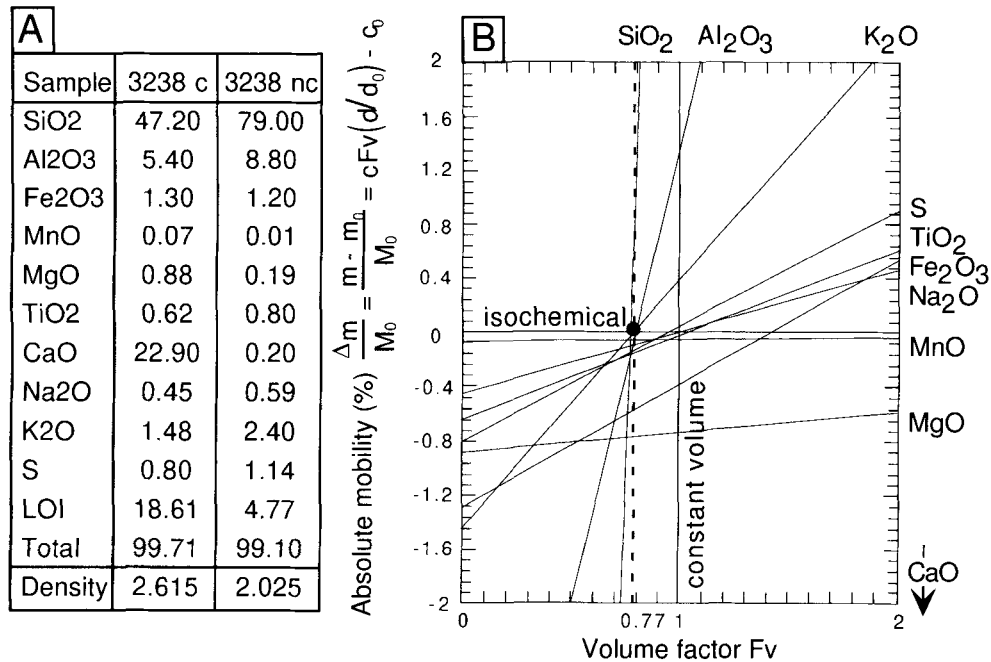 A
Sample 3238 c 3238 nc
SiO2 47.20 79.00
Al2O3 5.40 8.80
Fe2O3 1.30 1.20
MnO 0.07 0.01
MgO 0.88 0.19
TiO2 0.62 0.80
CaO 22.90 0.20
Na2O 0.45 0.59
K2O 1.48 2.40
S 0.80 1.14
LOI 18.61 4.77
Total 99.71 99.10
Density 2.615 2.025
Absolute mobility (%) Δm/M₀ = m - m₀/M₀ = cFv(d/d₀) - c₀
B
SiO₂ Al₂O₃ K₂O
2
1.6
1.2
0.8
0.4
0
-0.4
-0.8
-1.2
-1.6
-2
isochemical
constant volume
S
TiO₂
Fe₂O₃
Na₂O
MnO
MgO
CaO
0 0.77 1 2
Volume factor Fv